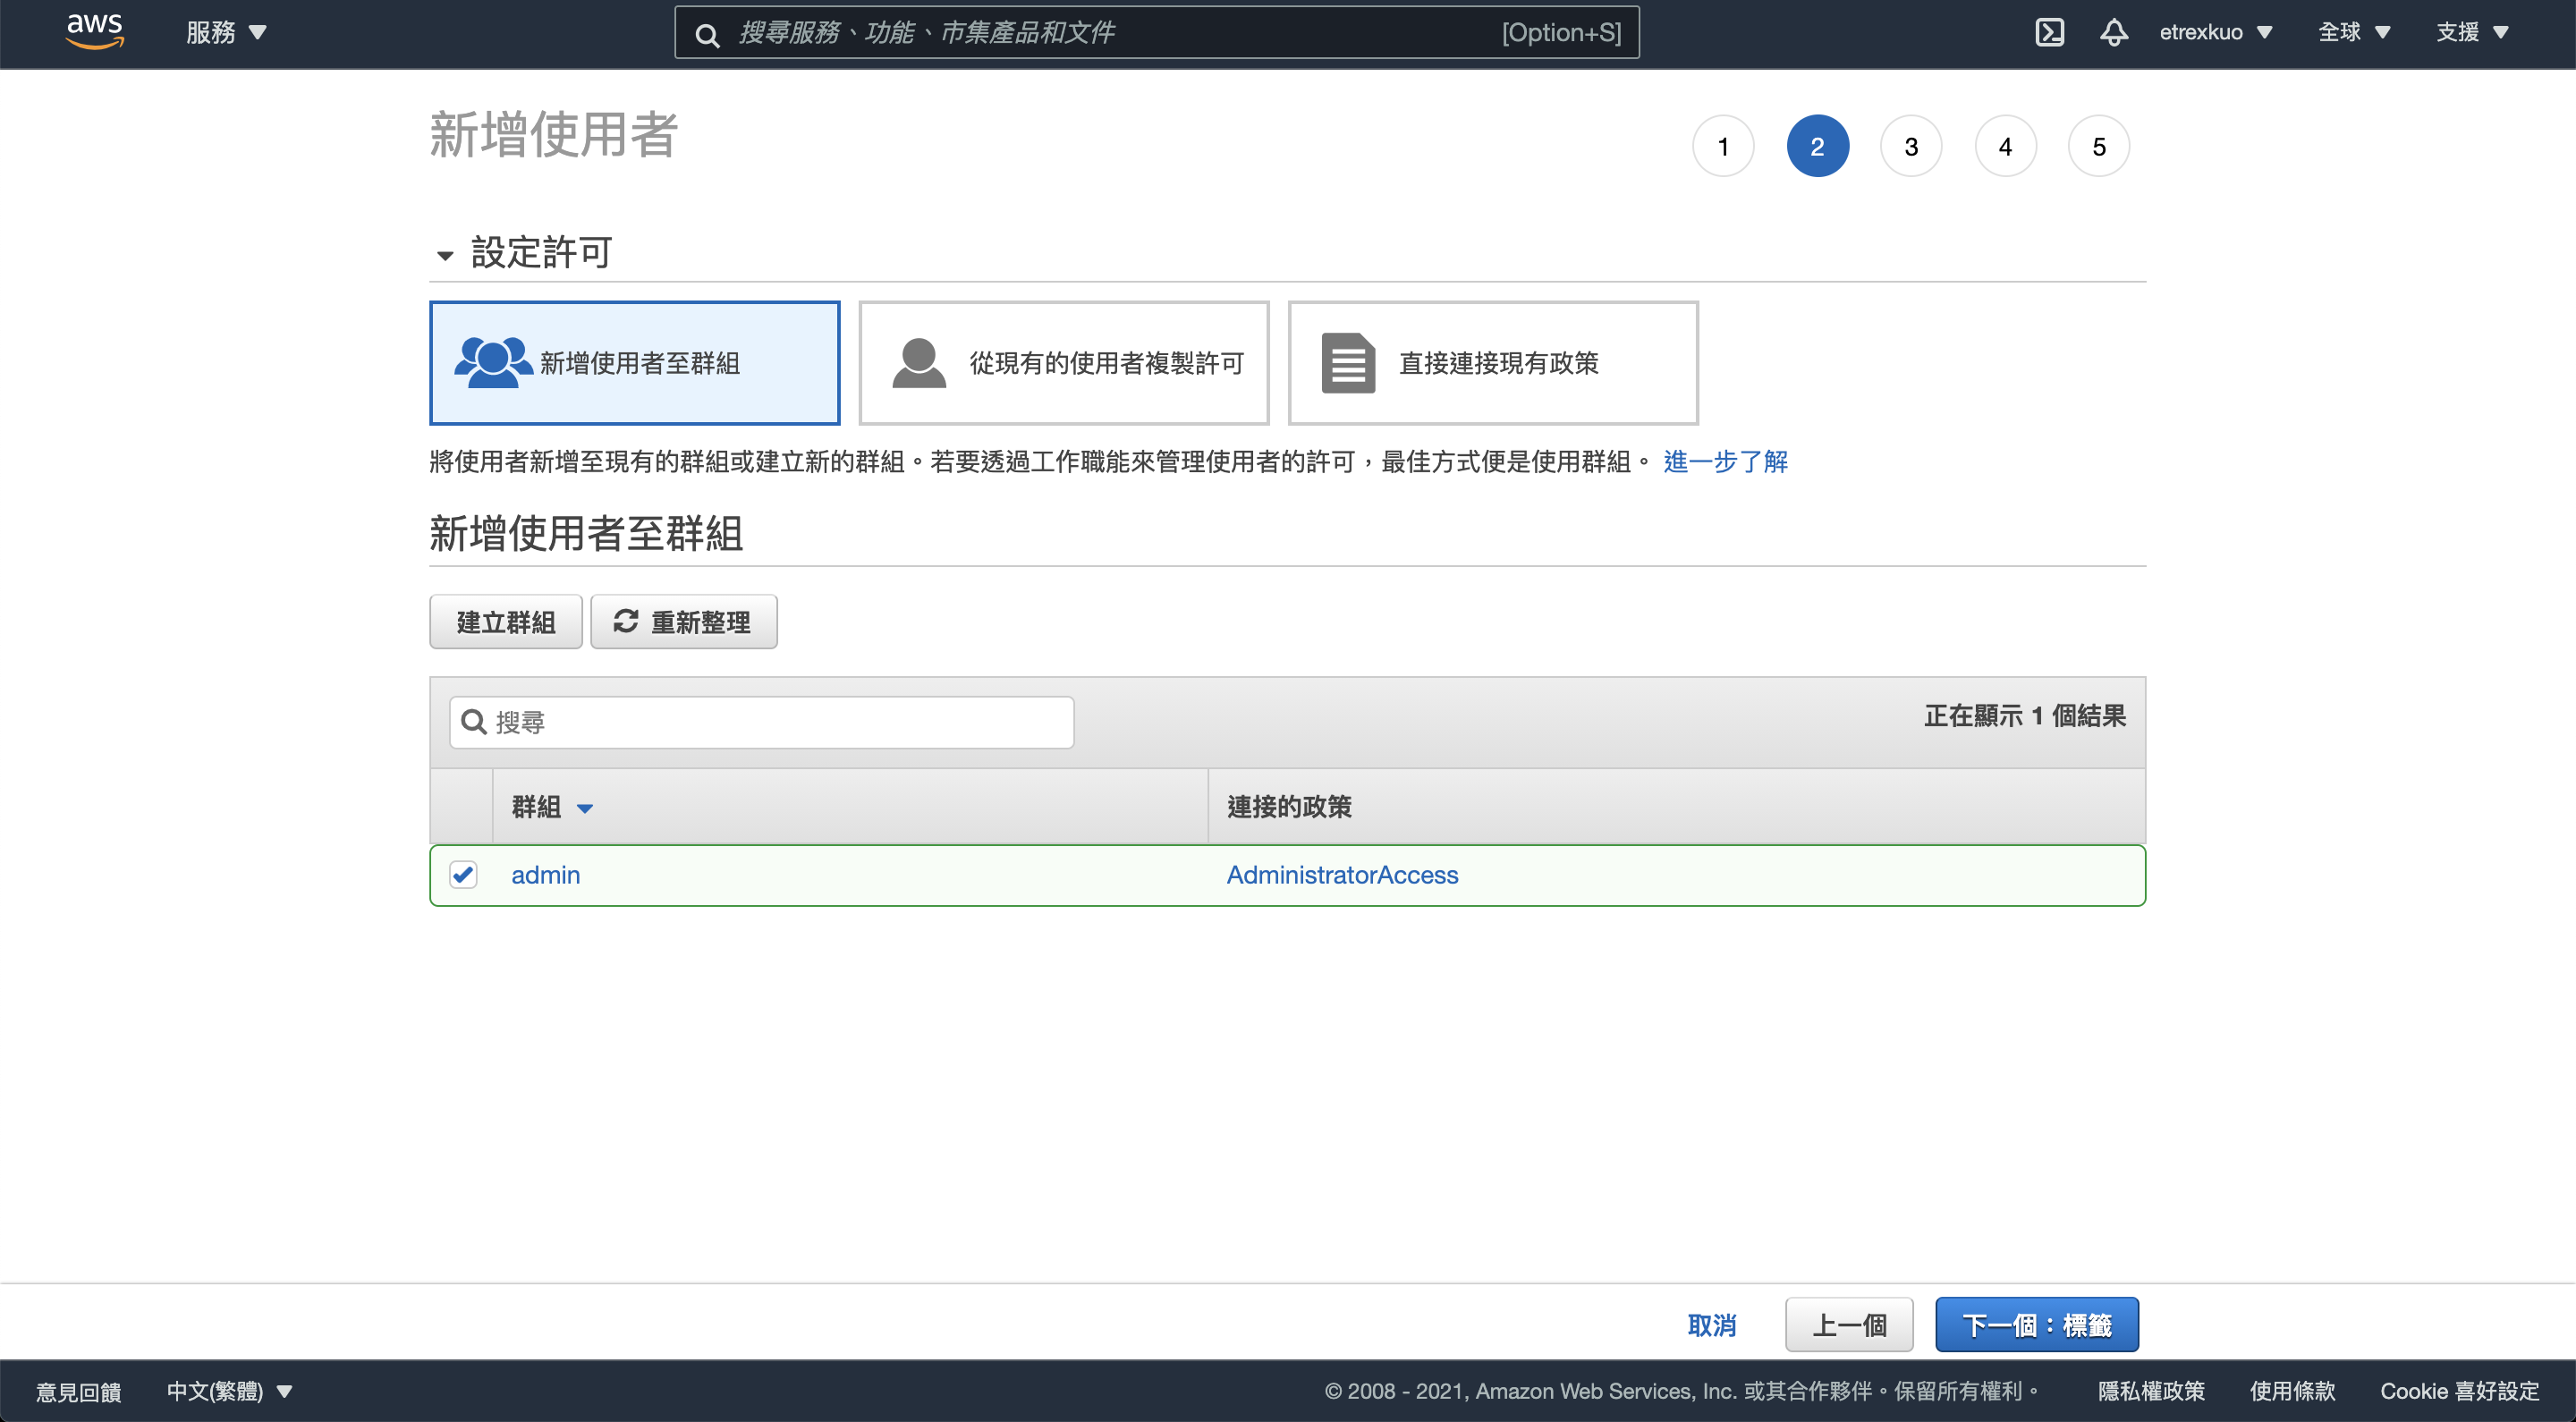 aws 服務 搜尋服務、功能、市集產品和文件 [Option+S] etrexkuo 全球 支援
新增使用者 1 2 3 4 5
設定許可
新增使用者至群組 從現有的使用者複製許可 直接連接現有政策
將使用者新增至現有的群組或建立新的群組。若要透過工作職能來管理使用者的許可，最佳方式便是使用群組。 進一步了解
新增使用者至群組
建立群組 重新整理
搜尋 正在顯示 1 個結果
群組 連接的政策
admin AdministratorAccess
取消 上一個 下一個：標籤
意見回饋 中文(繁體) © 2008 - 2021, Amazon Web Services, Inc. 或其合作夥伴。保留所有權利。 隱私權政策 使用條款 Cookie 喜好設定